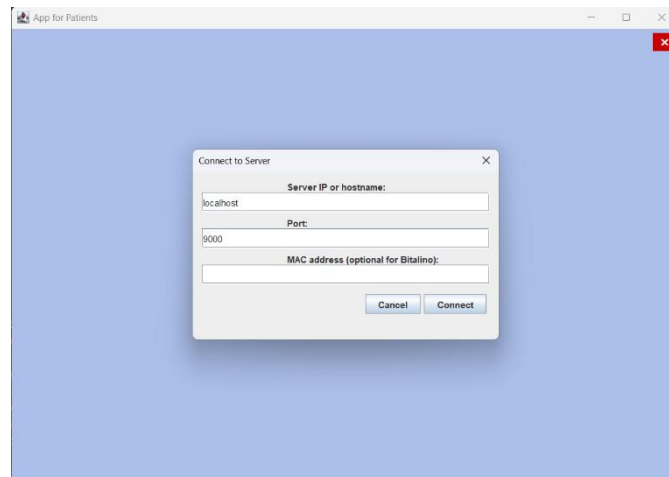 App for Patients
Connect to Server
Server IP or hostname:
localhost
Port:
9000
MAC address (optional for Bitalino):
Cancel Connect